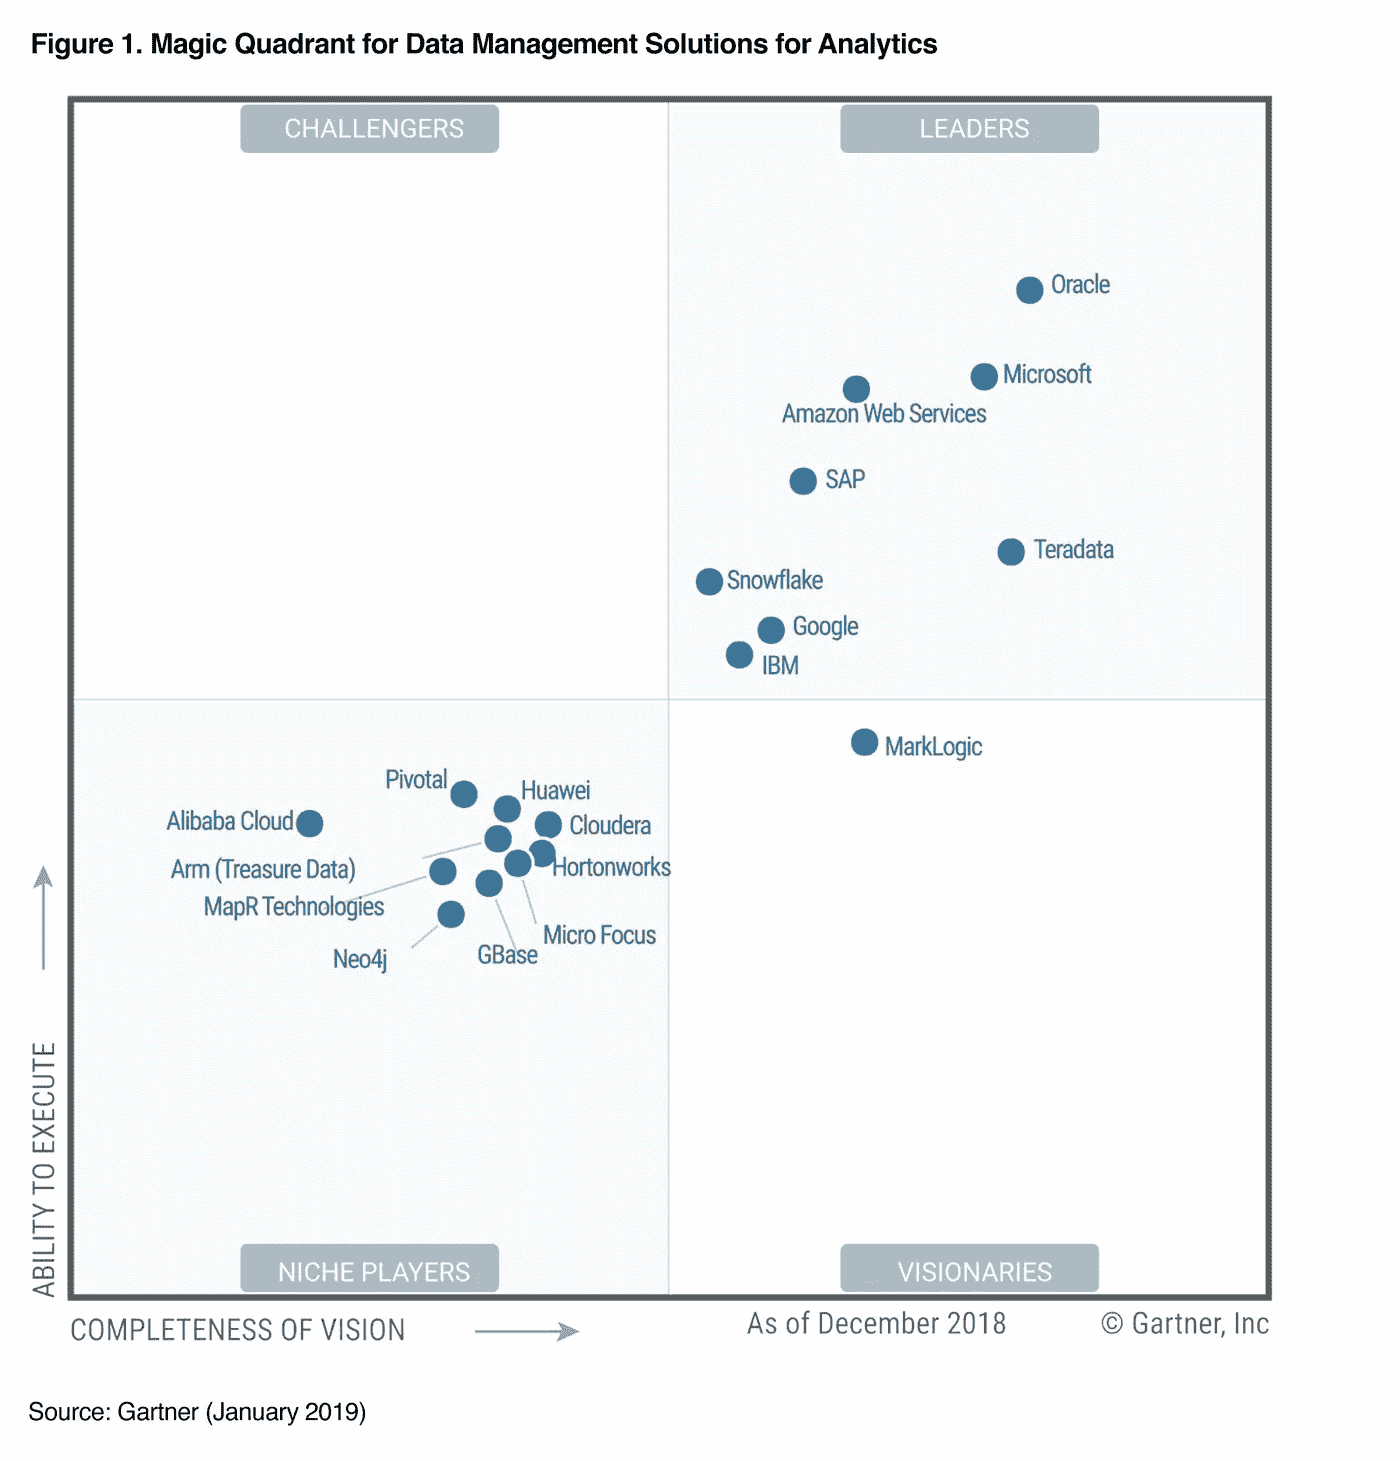 Figure 1. Magic Quadrant for Data Management Solutions for Analytics
CHALLENGERS
LEADERS
Oracle
Microsoft
Amazon Web Services
SAP
Teradata
Snowflake
Google
IBM
MarkLogic
Pivotal
Huawei
Alibaba Cloud
Cloudera
Arm (Treasure Data)
Hortonworks
MapR Technologies
Micro Focus
Neo4j
GBase
ABILITY TO EXECUTE
NICHE PLAYERS
VISIONARIES
COMPLETENESS OF VISION
As of December 2018
© Gartner, Inc
Source: Gartner (January 2019)